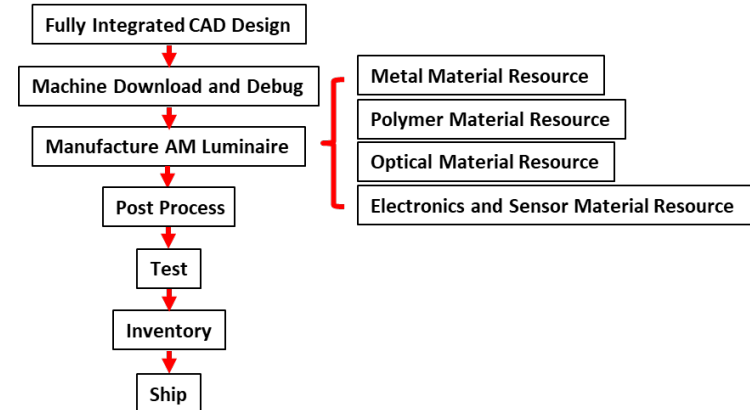 Fully Integrated CAD Design
Machine Download and Debug
Manufacture AM Luminaire
Post Process
Test
Inventory
Ship
Metal Material Resource
Polymer Material Resource
Optical Material Resource
Electronics and Sensor Material Resource